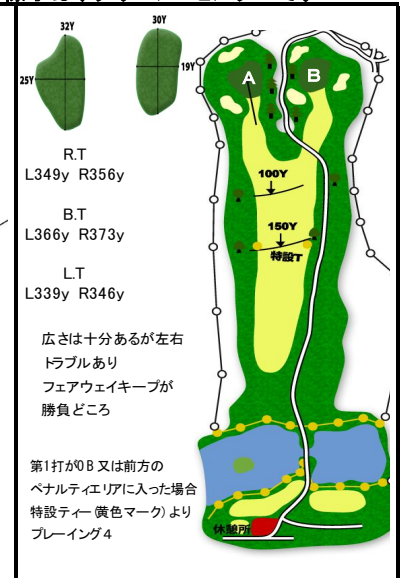 32Y
30Y
25Y
19Y
A
B
R.T
L349y R356y
100Y
B.T
L366y R373y
150Y
特設T
L.T
L339y R346y
広さは十分あるが左右
トラブルあり
フェアウェイキープが
勝負どころ
第1打がOB又は前方の
ペナルティエリアに入った場合
特設ティー(黄色マーク)より
プレーイング4
休憩所